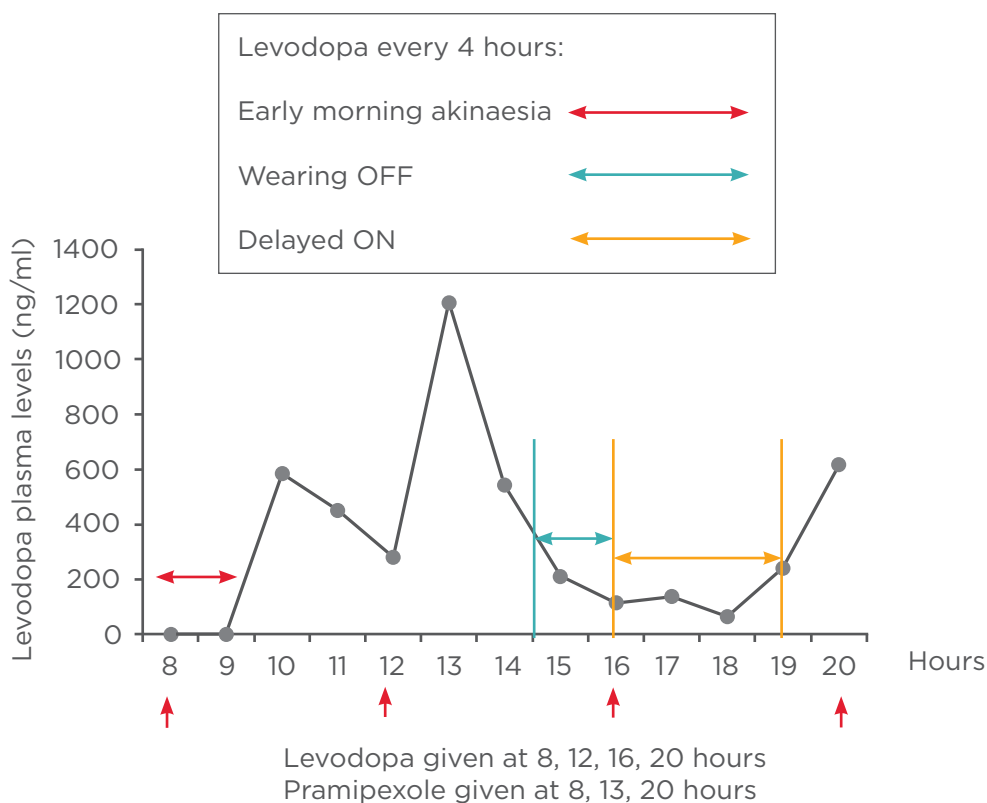 Levodopa every 4 hours:
Early morning akinaesia
Wearing OFF
Delayed ON
Levodopa plasma levels (ng/ml)
1400
1200
1000
800
600
400
200
0
8 9 10 11 12 13 14 15 16 17 18 19 20 Hours
Levodopa given at 8, 12, 16, 20 hours
Pramipexole given at 8, 13, 20 hours